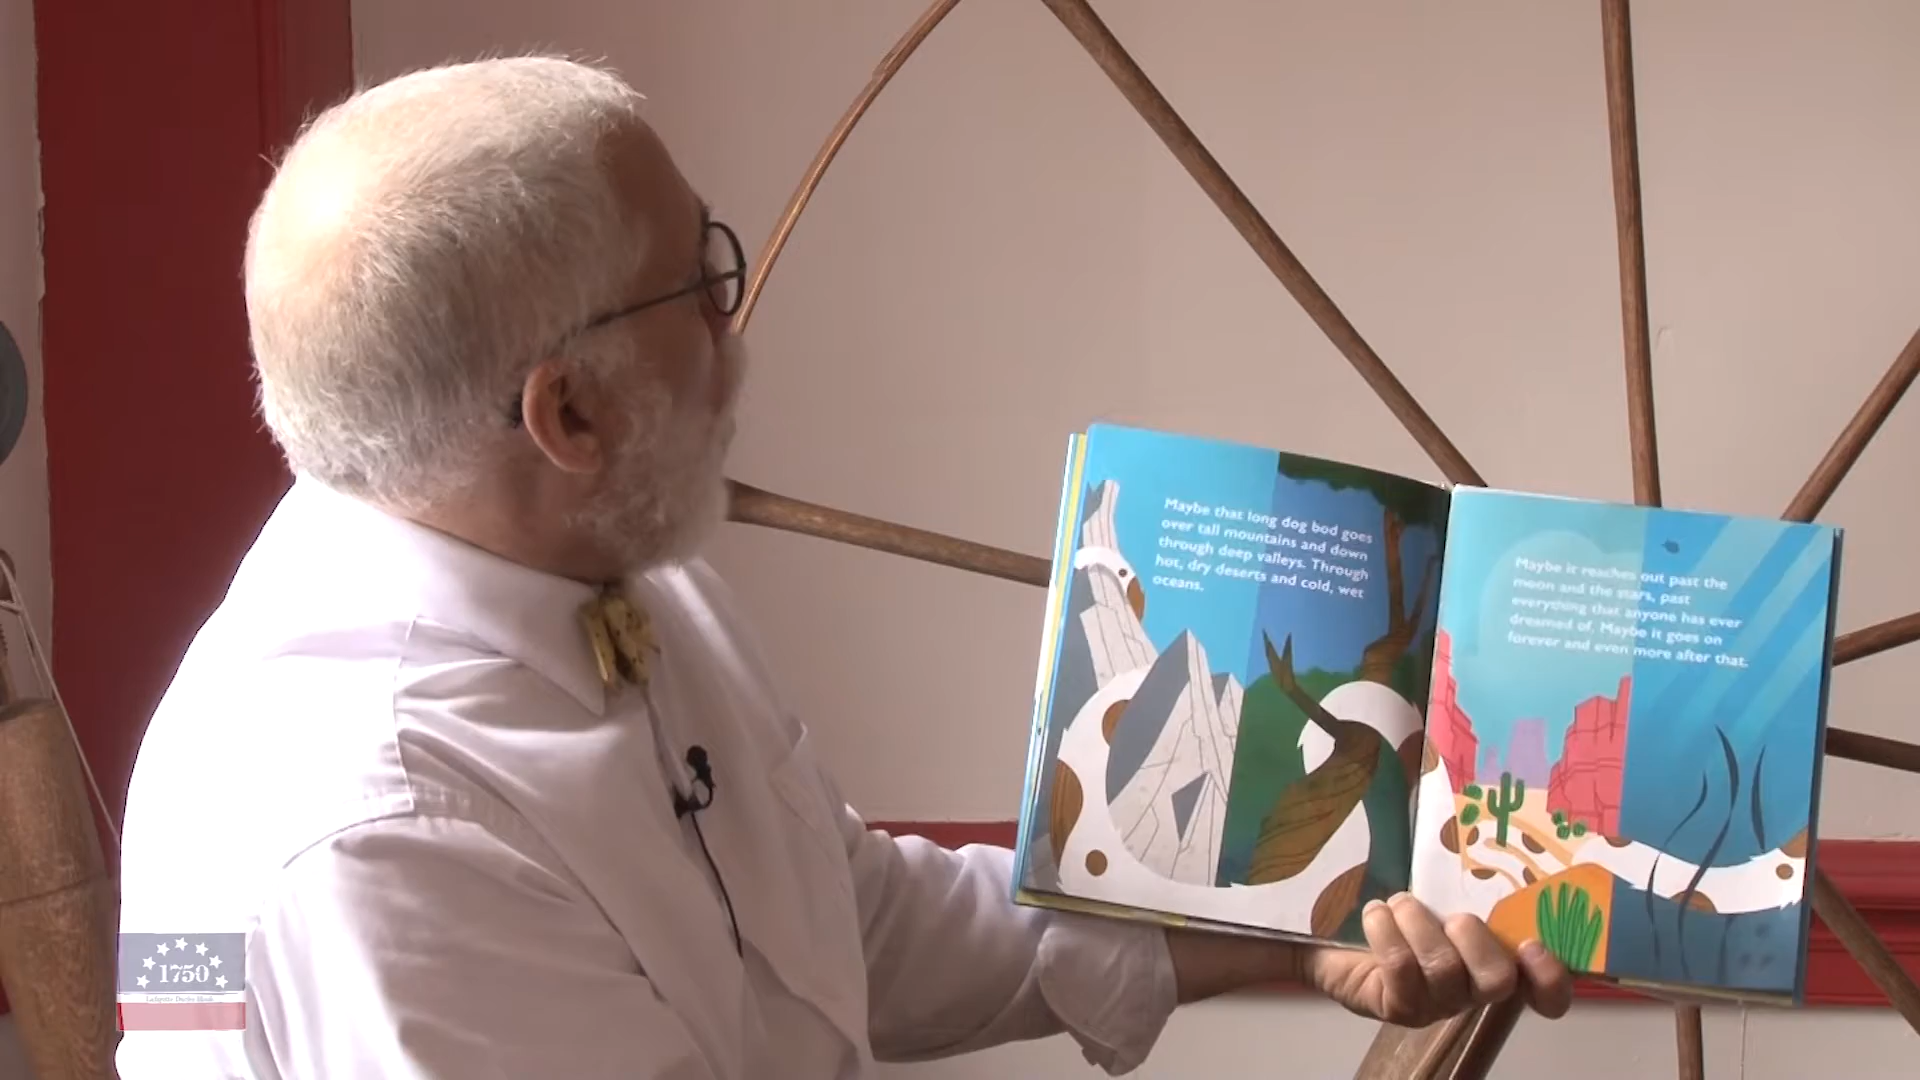 Maybe that long dog bod goes
over tall mountains and down
through deep valleys. Through
hot, dry deserts and cold, wet
oceans.
Maybe it reaches out past the
moon and the stars, past
everything that anyone has ever
dreamed of. Maybe it goes on
forever and even more after that.
1750